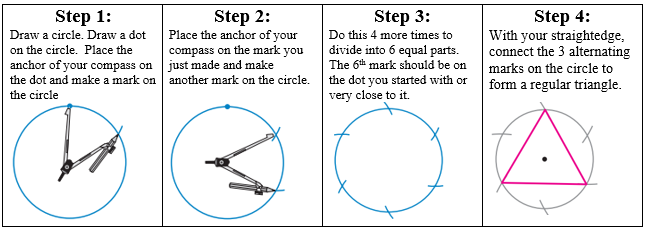 Step 1:
Draw a circle. Draw a dot
on the circle.  Place the
anchor of your compass on
the dot and make a mark on
the circle
Step 2:
Place the anchor of your
compass on the mark you
just made and make
another mark on the circle.
Step 3:
Do this 4 more times to
divide into 6 equal parts.
The 6th mark should be on
the dot you started with or
very close to it.
Step 4:
With your straightedge,
connect the 3 alternating
marks on the circle to
form a regular triangle.